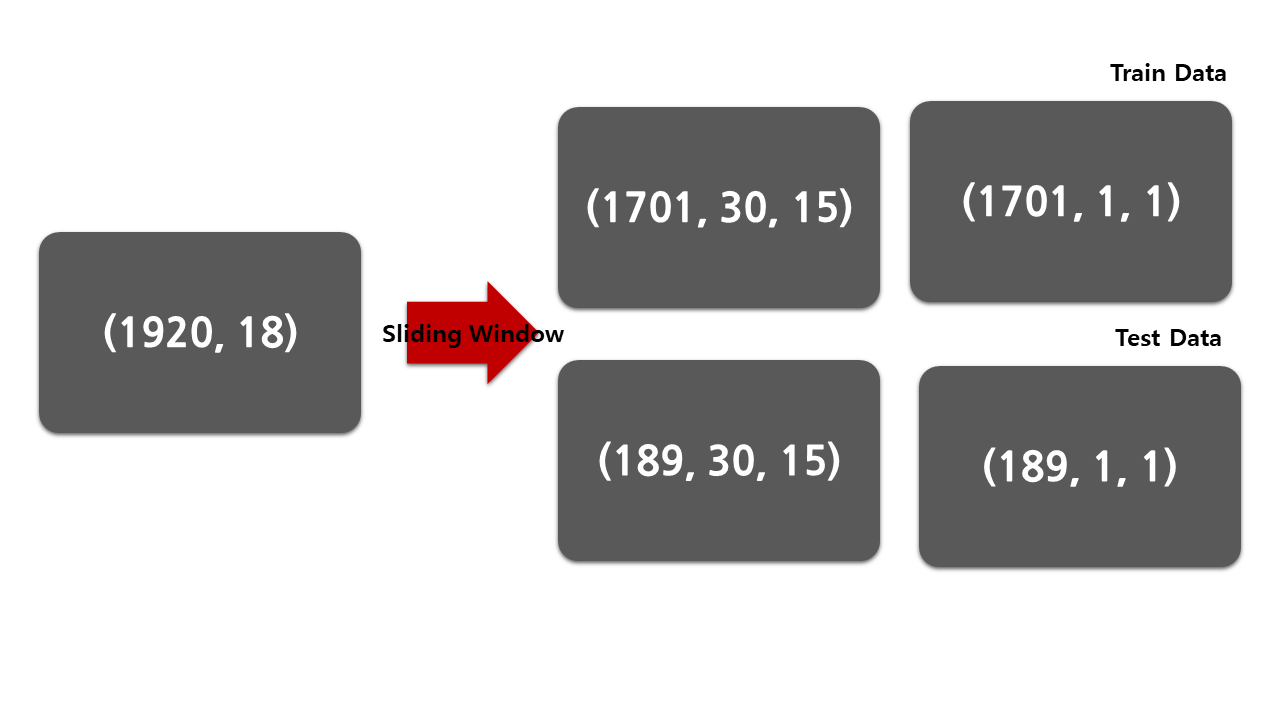 Train Data
(1701, 30, 15)
(1701, 1, 1)
(1920, 18)
Sliding Window
Test Data
(189, 30, 15)
(189, 1, 1)